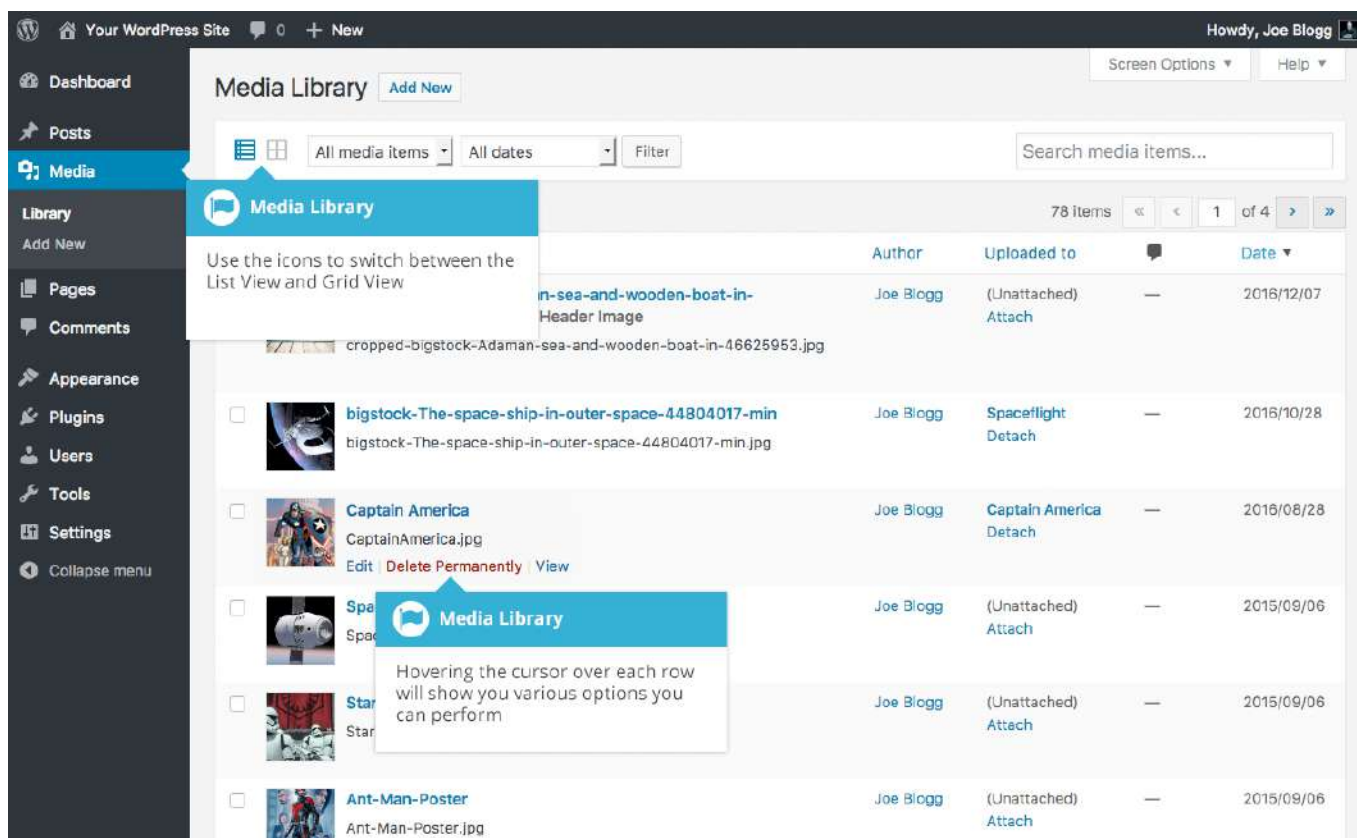 Your WordPress Site 0 + New Howdy, Joe Blogg
Screen Options ▼ Help ▼
Dashboard
Posts
Media
Library
Add New
Pages
Comments
Appearance
Plugins
Users
Tools
Settings
Collapse menu
Media Library Add New
All media items All dates Filter Search media items...
Media Library
Use the icons to switch between the
List View and Grid View
78 items « ‹ 1 of 4 › »
Author Uploaded to Date ▼
n-sea-and-wooden-boat-in- Joe Blogg (Unattached) — 2016/12/07
Header Image Attach
cropped-bigstock-Adaman-sea-and-wooden-boat-in-46625953.jpg
bigstock-The-space-ship-in-outer-space-44804017-min Joe Blogg Spaceflight — 2016/10/28
bigstock-The-space-ship-in-outer-space-44804017-min.jpg Detach
Captain America Joe Blogg Captain America — 2016/08/28
CaptainAmerica.jpg Detach
Edit | Delete Permanently | View
Media Library
Hovering the cursor over each row
will show you various options you
can perform
Spa Joe Blogg (Unattached) — 2015/09/06
Spac Attach
Star Joe Blogg (Unattached) — 2015/09/06
Star Attach
Ant-Man-Poster Joe Blogg (Unattached) — 2015/09/06
Ant-Man-Poster.jpg Attach